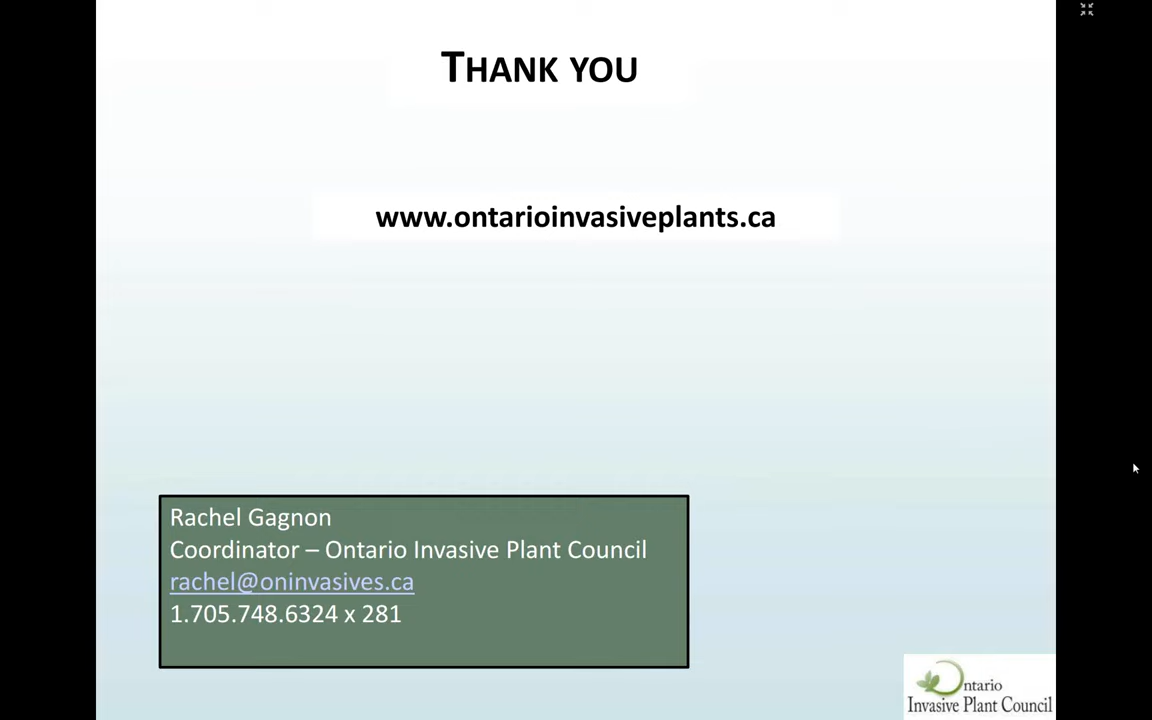 THANK YOU
www.ontarioinvasiveplants.ca
Rachel Gagnon
Coordinator – Ontario Invasive Plant Council
rachel@oninvasives.ca
1.705.748.6324 x 281
Ontario
Invasive Plant Council